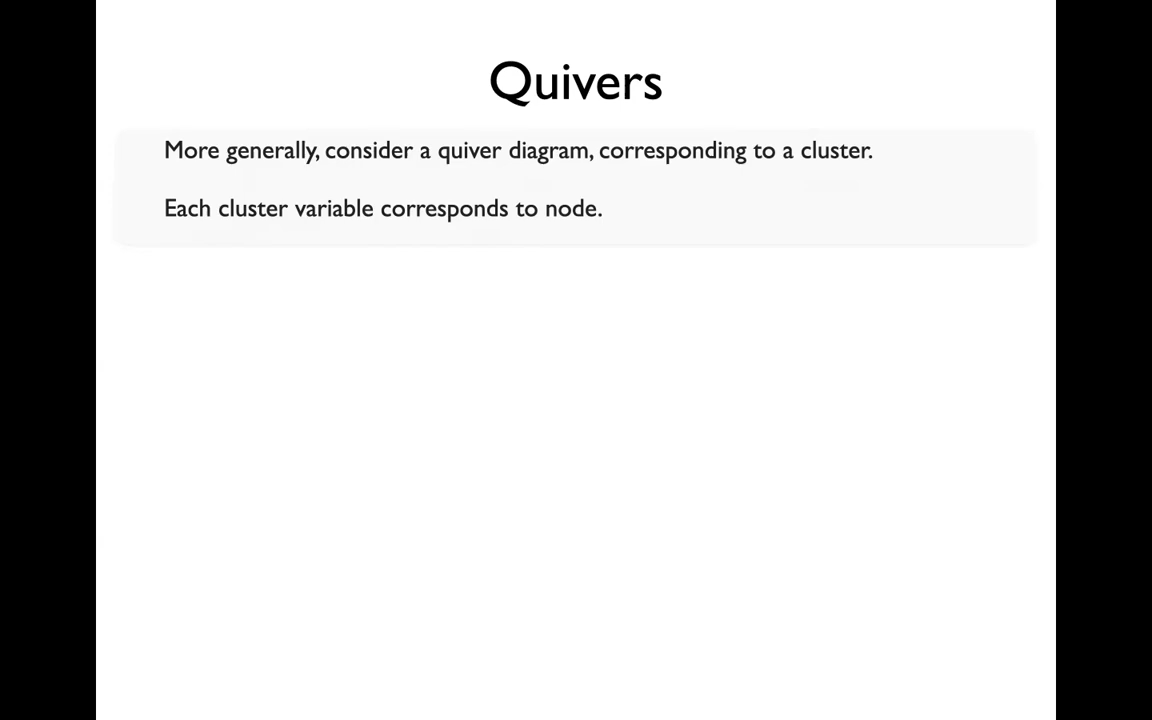 Quivers
More generally, consider a quiver diagram, corresponding to a cluster.
Each cluster variable corresponds to node.